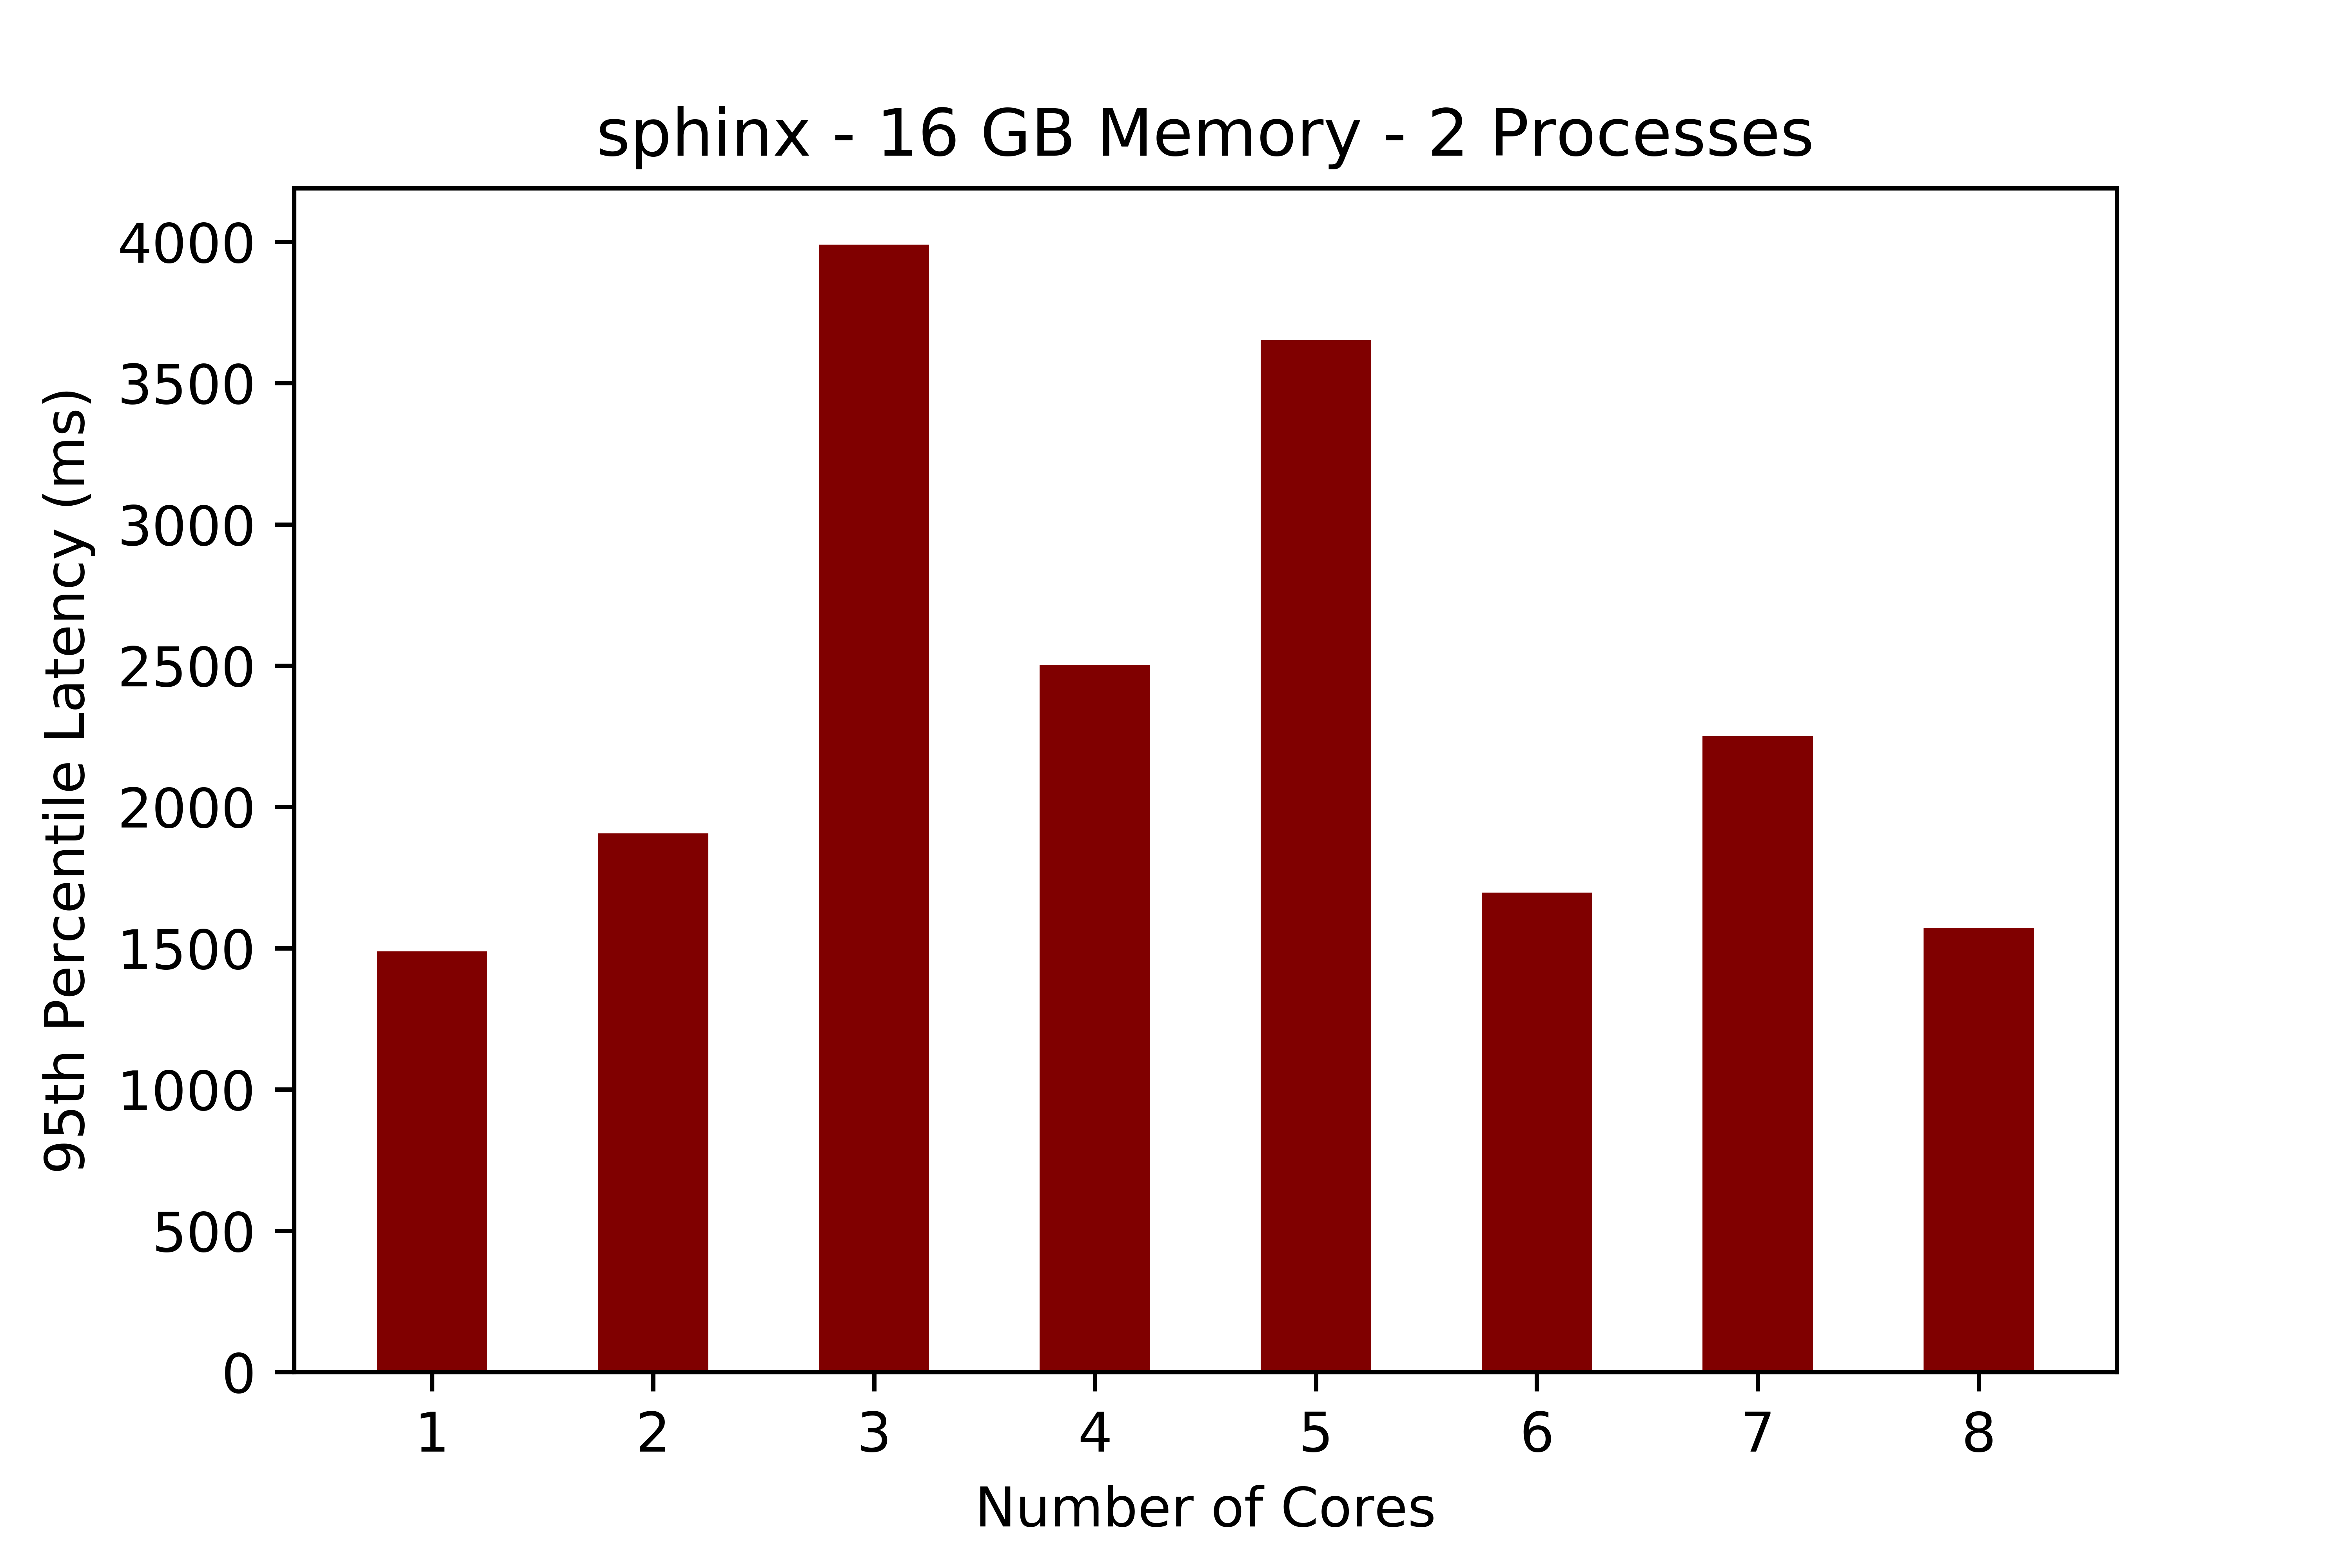 sphinx - 16 GB Memory - 2 Processes
95th Percentile Latency (ms)
4000
3500
3000
2500
2000
1500
1000
500
0
1 2 3 4 5 6 7 8
Number of Cores